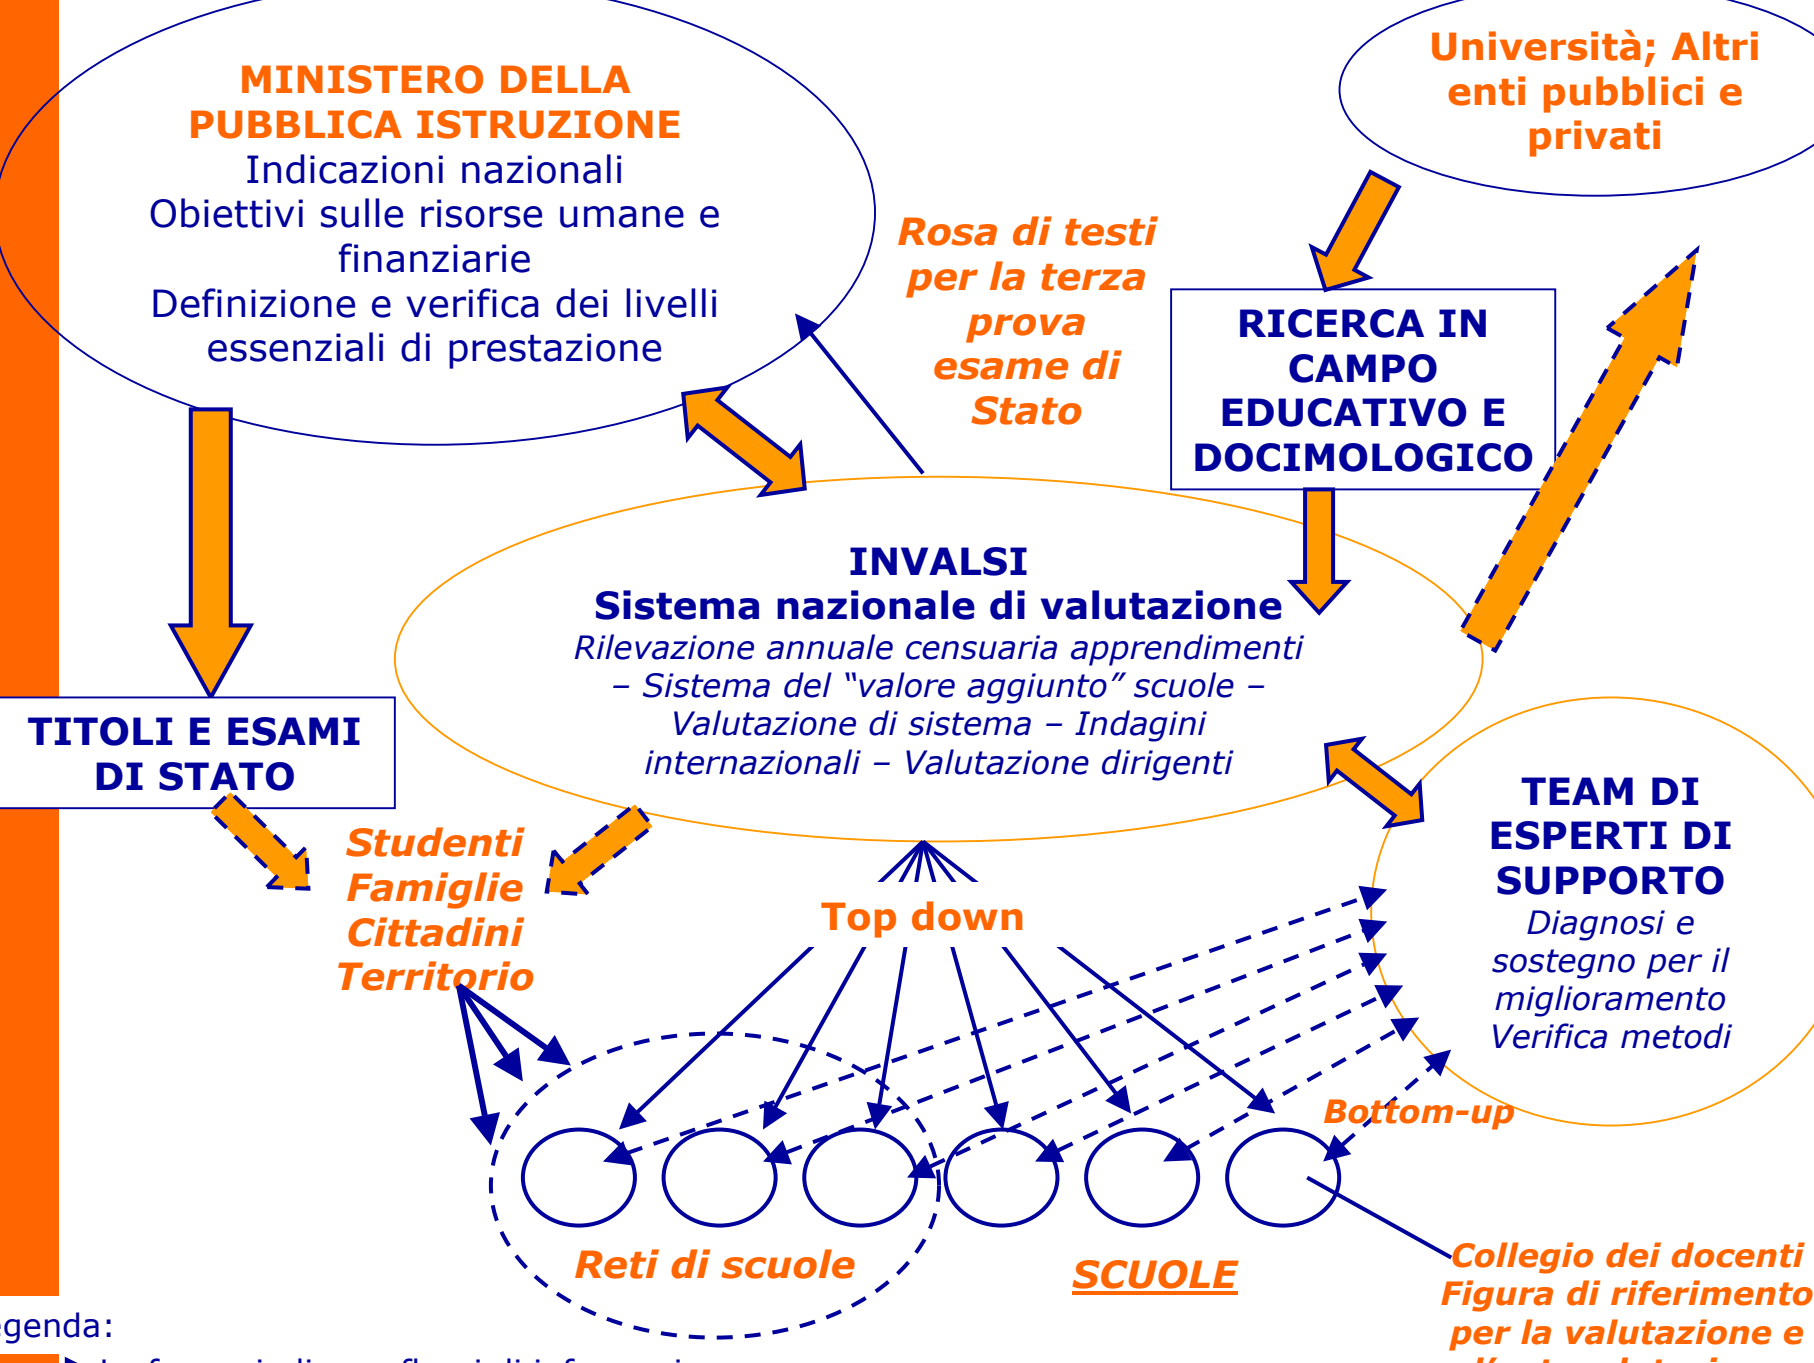 MINISTERO DELLA
PUBBLICA ISTRUZIONE
Indicazioni nazionali
Obiettivi sulle risorse umane e
finanziarie
Definizione e verifica dei livelli
essenziali di prestazione
Università; Altri
enti pubblici e
privati
Rosa di testi
per la terza
prova
esame di
Stato
RICERCA IN
CAMPO
EDUCATIVO E
DOCIMOLOGICO
INVALSI
Sistema nazionale di valutazione
Rilevazione annuale censuaria apprendimenti
– Sistema del “valore aggiunto” scuole –
Valutazione di sistema – Indagini
internazionali – Valutazione dirigenti
TITOLI E ESAMI
DI STATO
Studenti
Famiglie
Cittadini
Territorio
TEAM DI
ESPERTI DI
SUPPORTO
Diagnosi e
sostegno per il
miglioramento
Verifica metodi
Top down
Bottom-up
Reti di scuole
SCUOLE
Collegio dei docenti
Figura di riferimento
per la valutazione e
egenda: